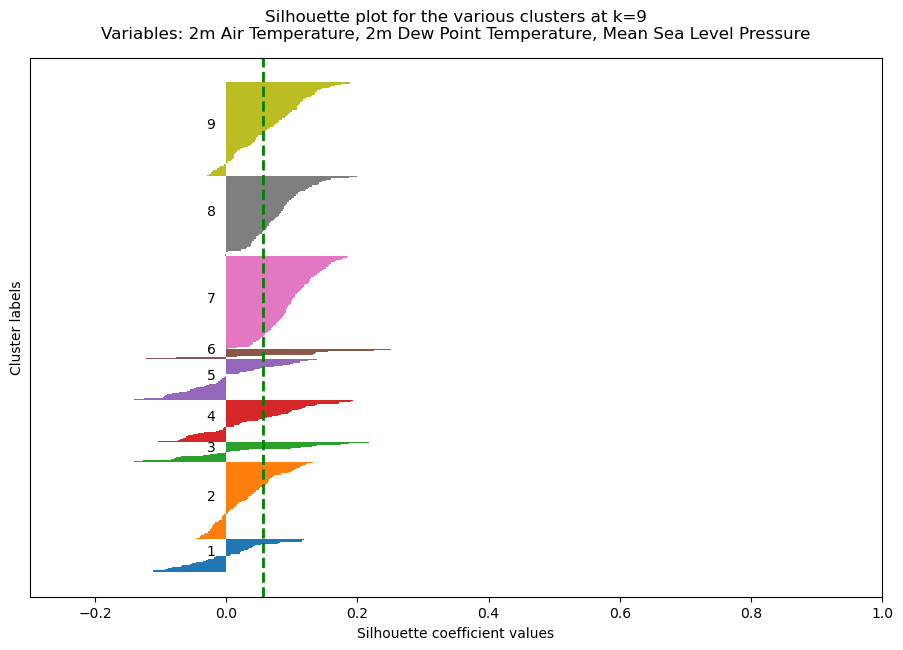 Silhouette plot for the various clusters at k=9
Variables: 2m Air Temperature, 2m Dew Point Temperature, Mean Sea Level Pressure
Cluster labels
9
8
7
6
5
4
3
2
1
−0.2 0.0 0.2 0.4 0.6 0.8 1.0
Silhouette coefficient values